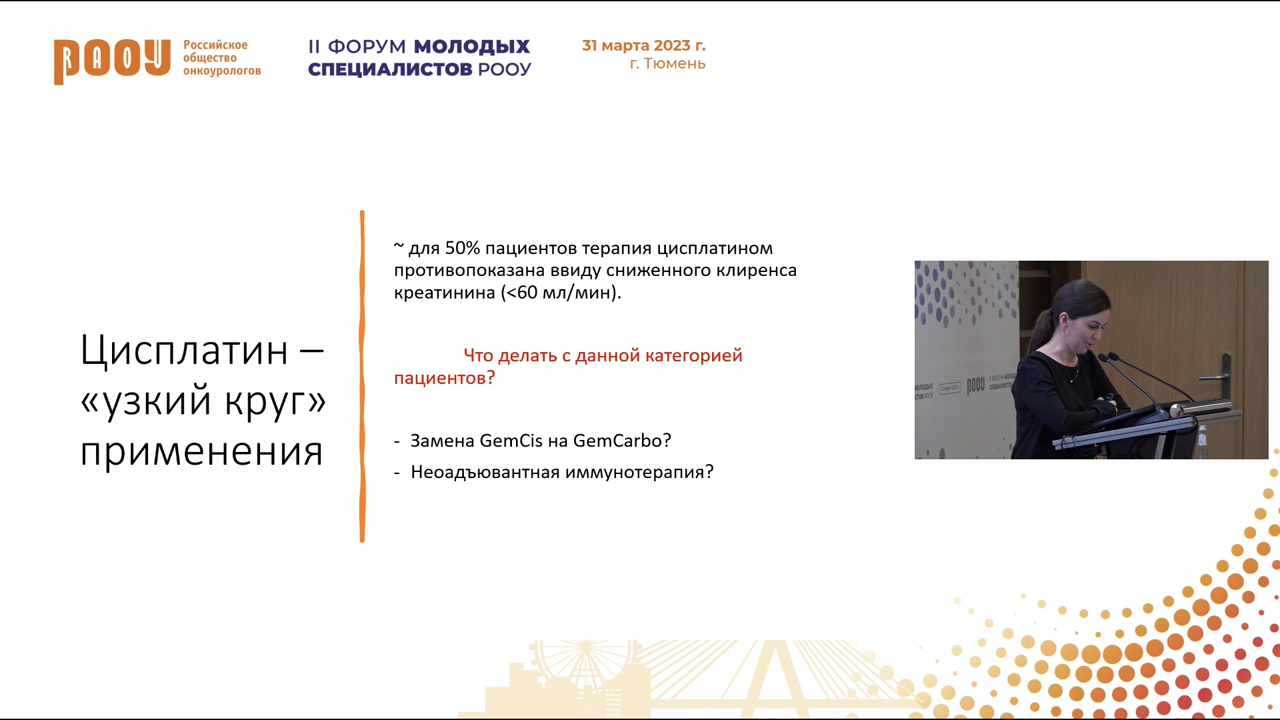 РООУ
RAOU
Российское
общество
онкоурологов
II ФОРУМ МОЛОДЫХ
СПЕЦИАЛИСТОВ РООУ
31 марта 2023 г.
г. Тюмень
Цисплатин –
«узкий круг»
применения
~ для 50% пациентов терапия цисплатином
противопоказана ввиду сниженного клиренса
креатинина (<60 мл/мин).
Что делать с данной категорией
пациентов?
- Замена GemCis на GemCarbo?
- Неоадъювантная иммунотерапия?
РООУ